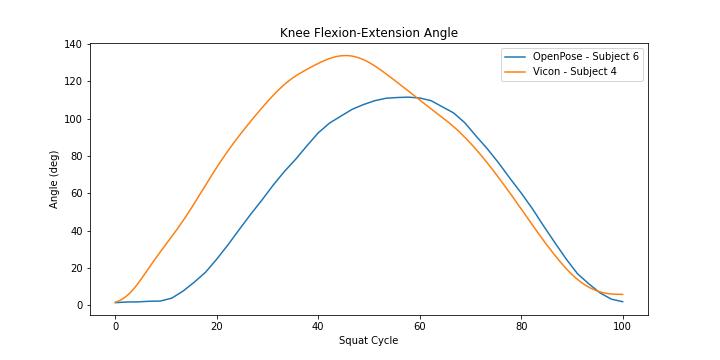 Knee Flexion-Extension Angle
OpenPose - Subject 6
Vicon - Subject 4
Angle (deg)
140
120
100
80
60
40
20
0
0 20 40 60 80 100
Squat Cycle